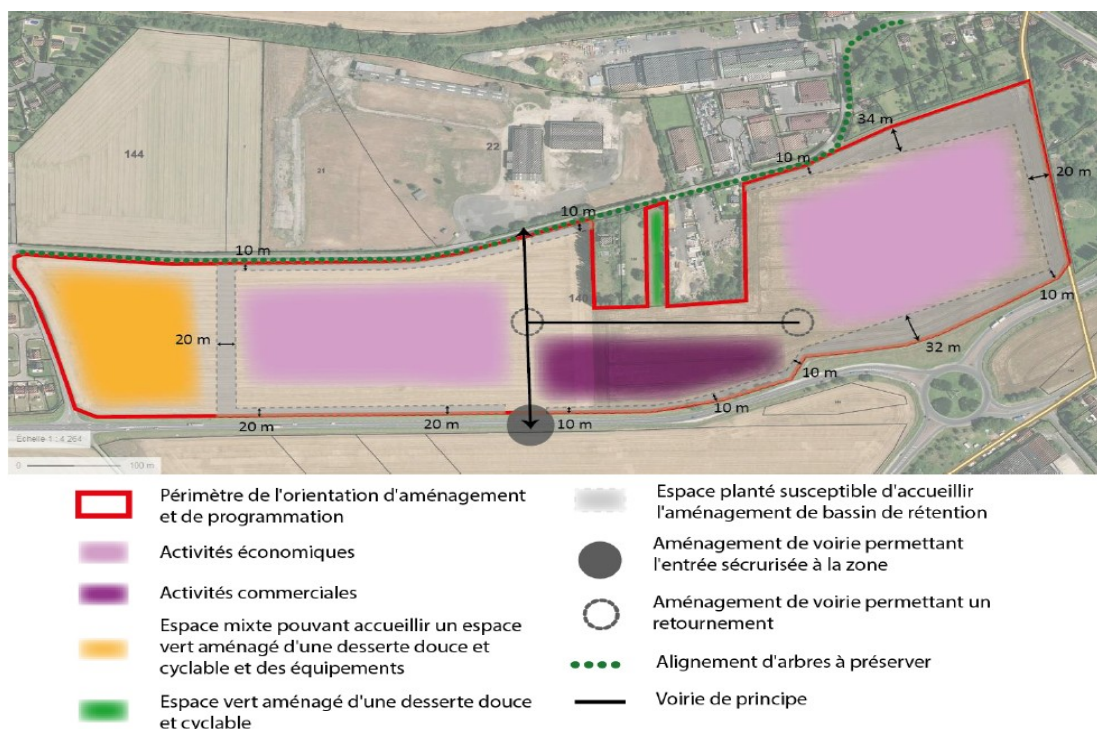 144
22
21
34 m
10 m
20 m
10 m
10 m
140
10 m
20 m
32 m
10 m
10 m
20 m
20 m
10 m
Echelle 1 : 4 264
0 100 m
Périmètre de l'orientation d'aménagement
et de programmation
Activités économiques
Activités commerciales
Espace mixte pouvant accueillir un espace
vert aménagé d'une desserte douce et
cyclable et des équipements
Espace vert aménagé d'une desserte douce
et cyclable
Espace planté susceptible d'accueillir
l'aménagement de bassin de rétention
Aménagement de voirie permettant
l'entrée sécrurisée à la zone
Aménagement de voirie permettant un
retournement
Alignement d'arbres à préserver
Voirie de principe